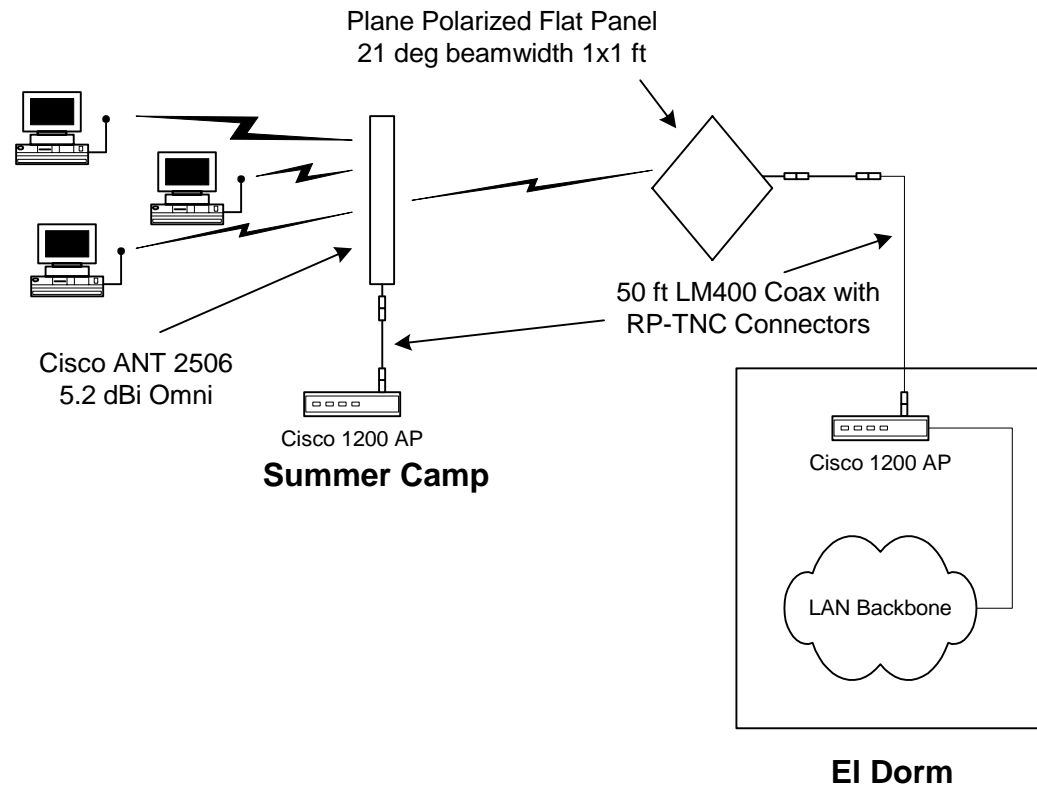 Plane Polarized Flat Panel
21 deg beamwidth 1x1 ft
50 ft LM400 Coax with
RP-TNC Connectors
Cisco ANT 2506
5.2 dBi Omni
Cisco 1200 AP
Summer Camp
Cisco 1200 AP
LAN Backbone
El Dorm